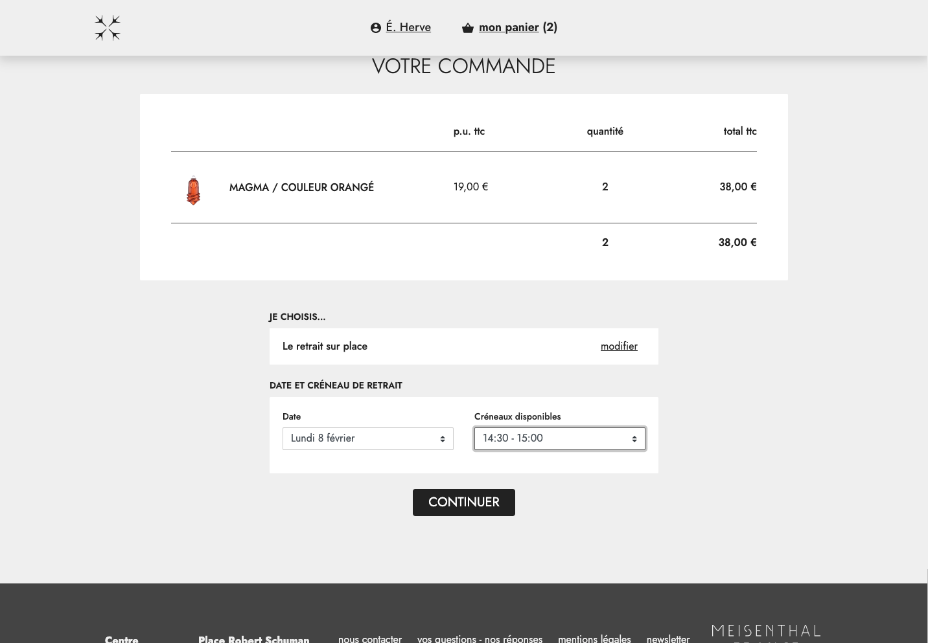 É. Herve mon panier (2)
VOTRE COMMANDE
p.u. ttc quantité total ttc
MAGMA / COULEUR ORANGÉ 19,00 € 2 38,00 €
2 38,00 €
JE CHOISIS...
Le retrait sur place modifier
DATE ET CRÉNEAU DE RETRAIT
Date Créneaux disponibles
Lundi 8 février 14:30 - 15:00
CONTINUER
Centre Place Robert Schuman nous contacter vos questions - nos réponses mentions légales newsletter MEISENTHAL